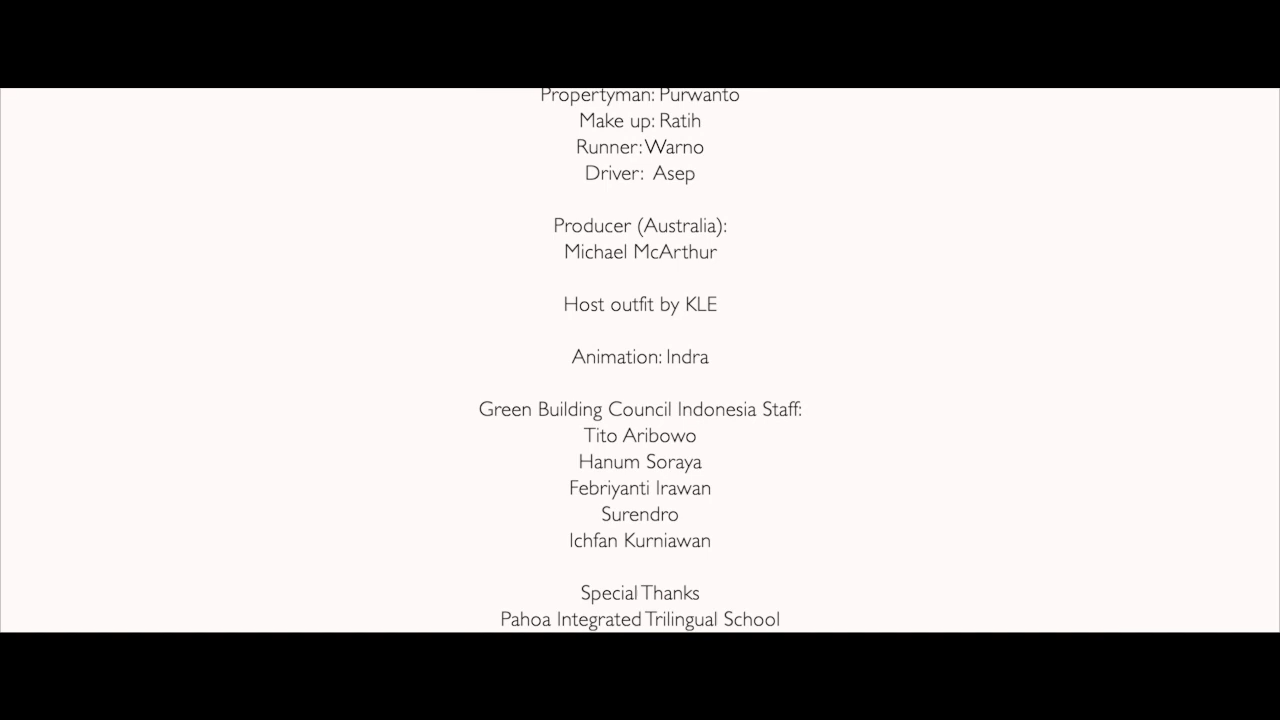 Propertyman: Purwanto
Make up: Ratih
Runner: Warno
Driver:  Asep
Producer (Australia):
Michael McArthur
Host outfit by KLE
Animation: Indra
Green Building Council Indonesia Staff:
Tito Aribowo
Hanum Soraya
Febriyanti Irawan
Surendro
Ichfan Kurniawan
Special Thanks
Pahoa Integrated Trilingual School